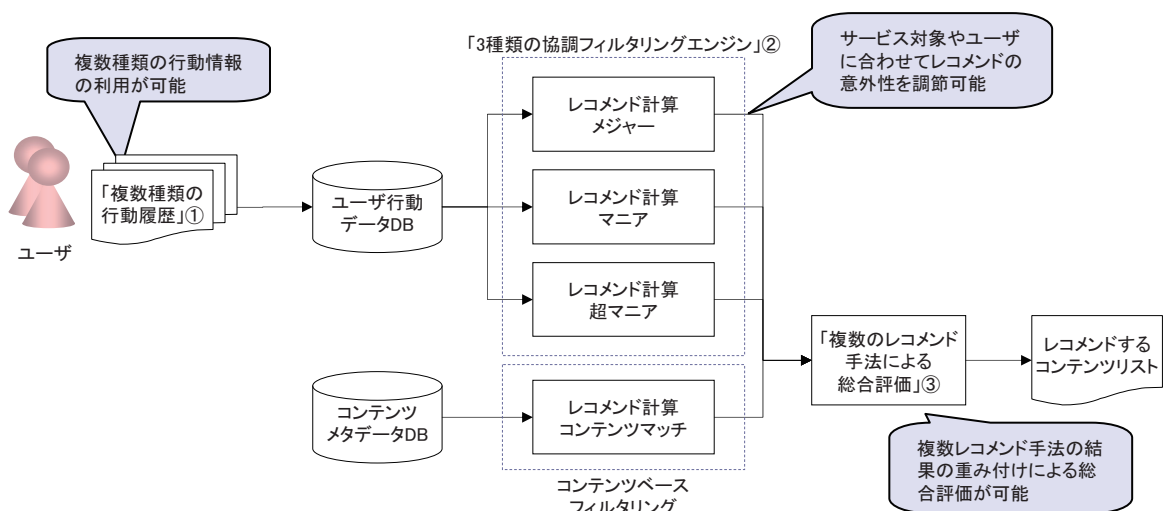 複数種類の行動情報
の利用が可能
「3種類の協調フィルタリングエンジン」②
サービス対象やユーザ
に合わせてレコメンドの
意外性を調節可能
レコメンド計算
メジャー
「複数種類の
行動履歴」①
ユーザ
ユーザ行動
データDB
レコメンド計算
マニア
レコメンド計算
超マニア
「複数のレコメンド
手法による
総合評価」③
レコメンドする
コンテンツリスト
コンテンツ
メタデータDB
レコメンド計算
コンテンツマッチ
複数レコメンド手法の結
果の重み付けによる総
合評価が可能
コンテンツベース
フィルタリング